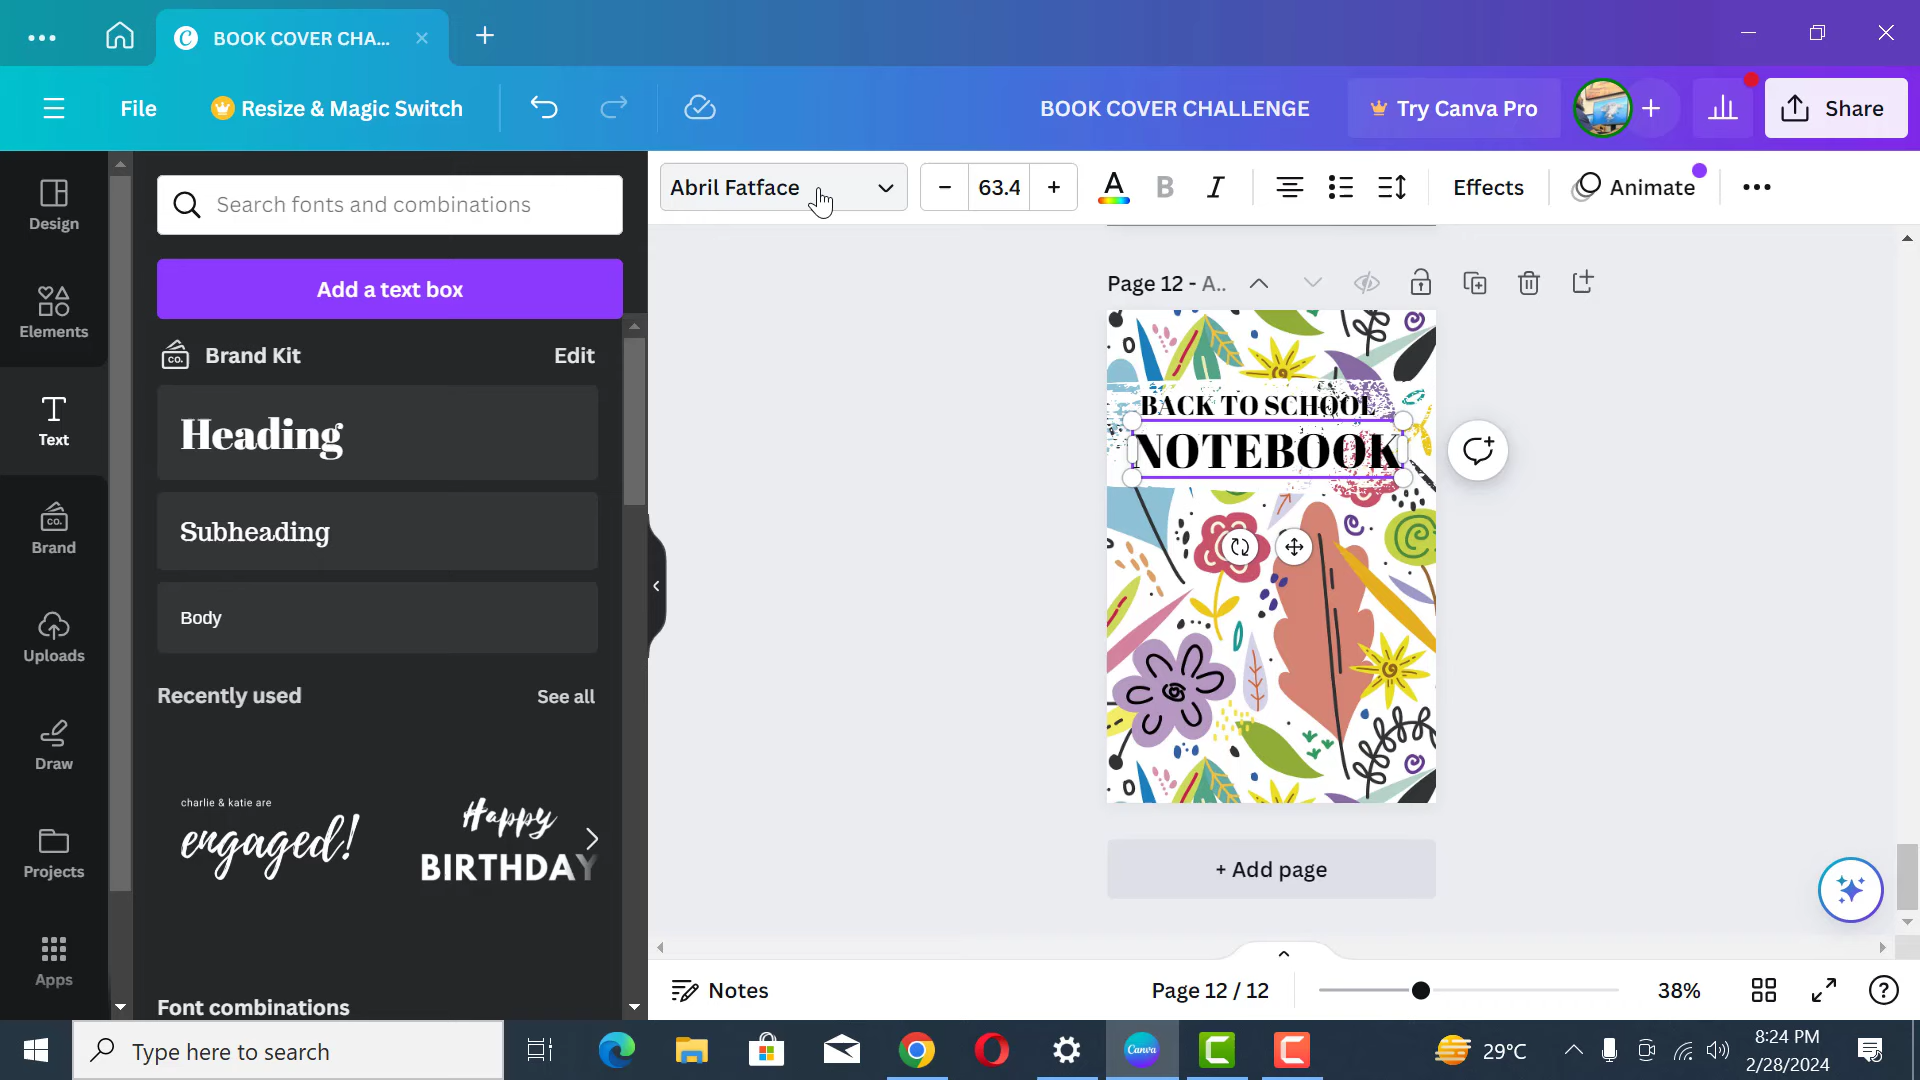 BOOK COVER CHA...
File
Resize & Magic Switch
BOOK COVER CHALLENGE
Try Canva Pro
Share
Design
Elements
Text
Brand
Uploads
Draw
Projects
Apps
Search fonts and combinations
Add a text box
Brand Kit
Edit
Heading
Subheading
Body
Recently used
See all
charlie & katie are
engaged!
Happy
BIRTHDAY
Font combinations
Abril Fatface
63.4
Effects
Animate
Page 12 - A..
BACK TO SCHOOL
NOTEBOOK
+ Add page
Notes
Page 12 / 12
38%
Type here to search
Canva
29°C
8:24 PM
2/28/2024